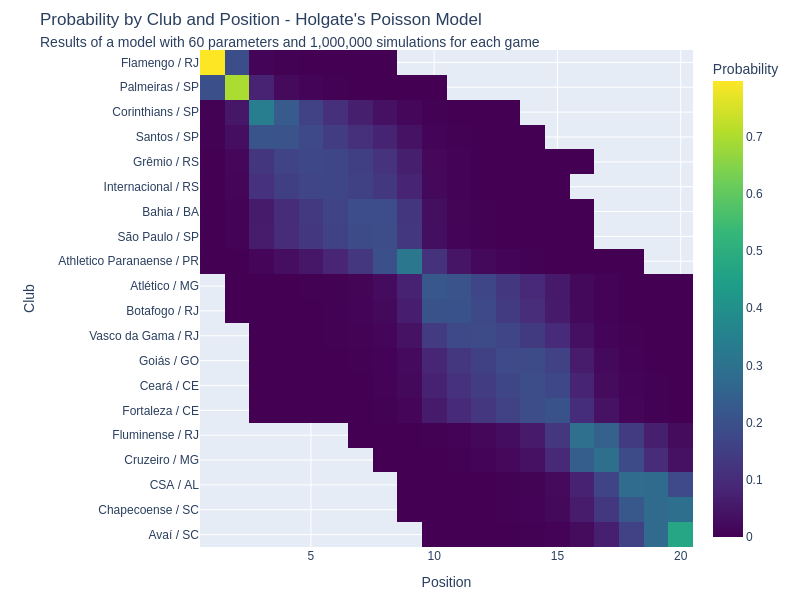 Probability by Club and Position - Holgate's Poisson Model
Results of a model with 60 parameters and 1,000,000 simulations for each game
Probability
Flamengo / RJ
Palmeiras / SP
Corinthians / SP
Santos / SP
Grêmio / RS
Internacional / RS
Bahia / BA
São Paulo / SP
Athletico Paranaense / PR
Atlético / MG
Botafogo / RJ
Vasco da Gama / RJ
Goiás / GO
Ceará / CE
Fortaleza / CE
Fluminense / RJ
Cruzeiro / MG
CSA / AL
Chapecoense / SC
Avaí / SC
Club
5
10
15
20
Position
0.7
0.6
0.5
0.4
0.3
0.2
0.1
0